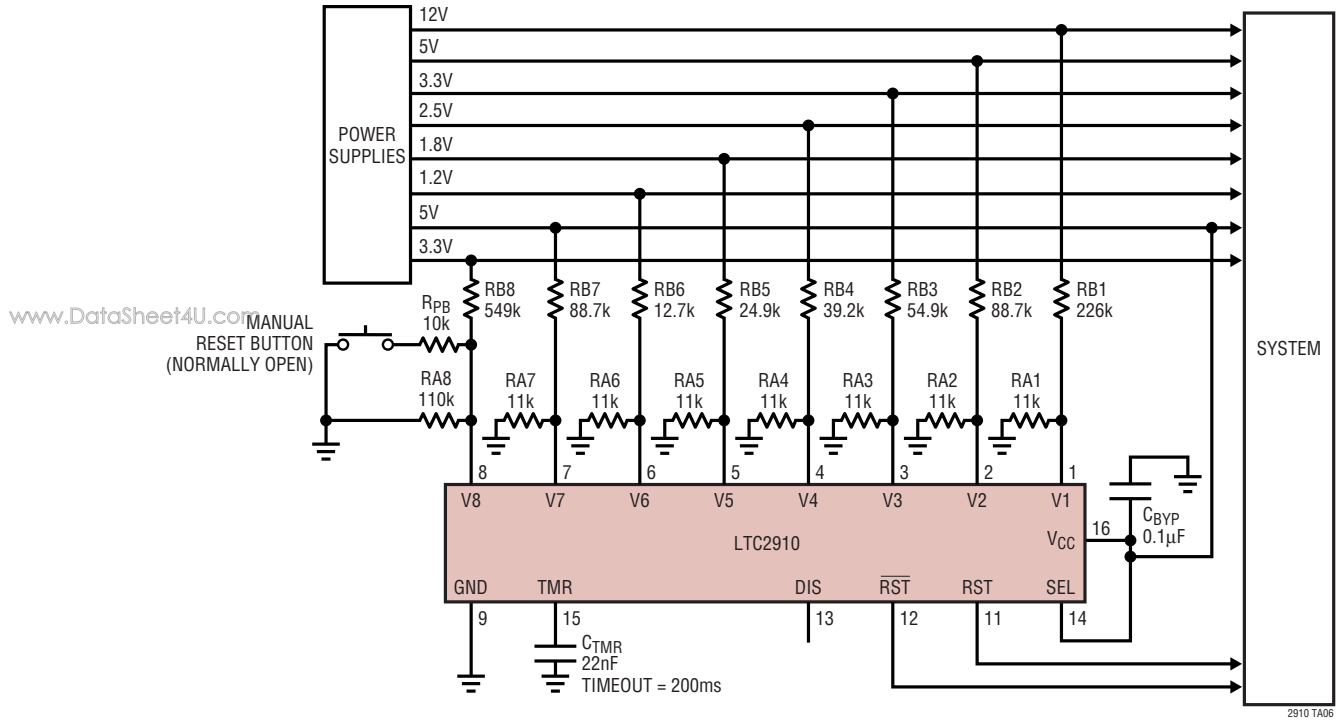 12V
5V
3.3V
2.5V
1.8V
1.2V
5V
3.3V
POWER
SUPPLIES
SYSTEM
www.DataSheet4U.com
MANUAL
RESET BUTTON
(NORMALLY OPEN)
RPB
10k
RB8
549k
RB7
88.7k
RB6
12.7k
RB5
24.9k
RB4
39.2k
RB3
54.9k
RB2
88.7k
RB1
226k
RA8
110k
RA7
11k
RA6
11k
RA5
11k
RA4
11k
RA3
11k
RA2
11k
RA1
11k
8 7 6 5 4 3 2 1
V8 V7 V6 V5 V4 V3 V2 V1
LTC2910
VCC
16
CBYP
0.1µF
GND TMR DIS RST RST SEL
9 15 13 12 11 14
CTMR
22nF
TIMEOUT = 200ms
2910 TA06